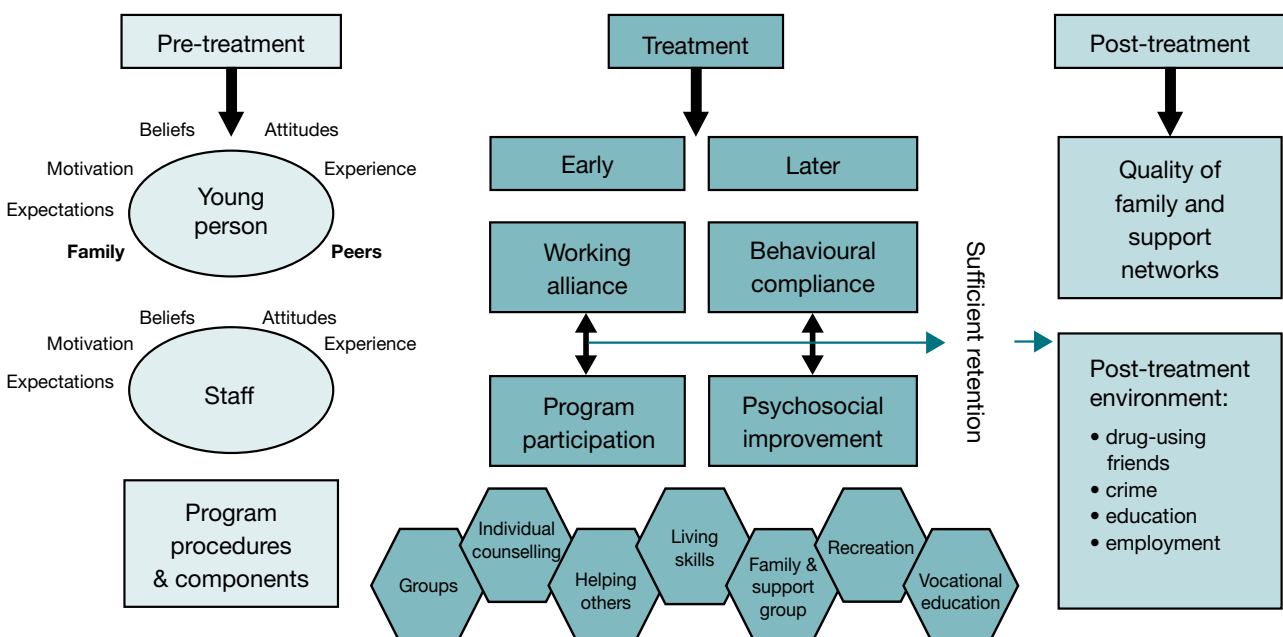 Pre-treatment
Beliefs
Attitudes
Motivation
Experience
Expectations
Young
person
Family
Peers
Beliefs
Attitudes
Motivation
Experience
Expectations
Staff
Program
procedures
& components
Treatment
Early
Later
Working
alliance
Behavioural
compliance
Program
participation
Psychosocial
improvement
Sufficient retention
Groups
Individual
counselling
Helping
others
Living
skills
Family &
support
group
Recreation
Vocational
education
Post-treatment
Quality of
family and
support
networks
Post-treatment
environment:
• drug-using
friends
• crime
• education
• employment